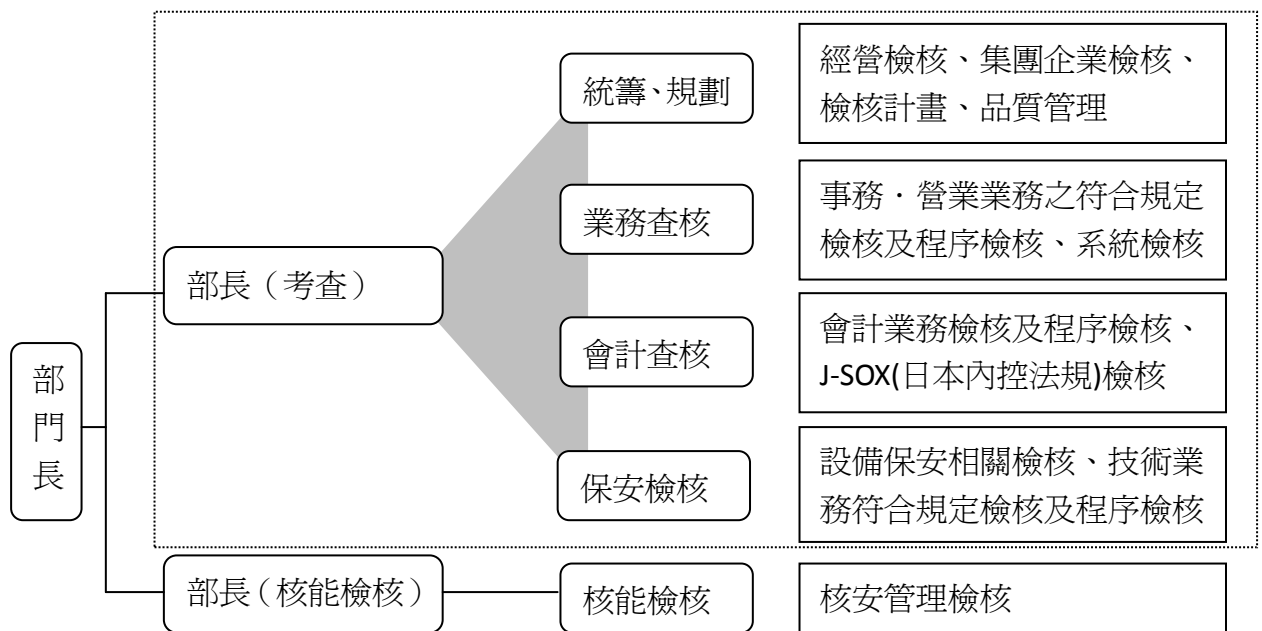 統籌、規劃
經營檢核、集團企業檢核、
檢核計畫、品質管理
業務查核
事務．營業業務之符合規定
檢核及程序檢核、系統檢核
部長（考查）
會計查核
會計業務檢核及程序檢核、
J-SOX(日本內控法規)檢核
部
門
長
保安檢核
設備保安相關檢核、技術業
務符合規定檢核及程序檢核
部長（核能檢核）
核能檢核
核安管理檢核